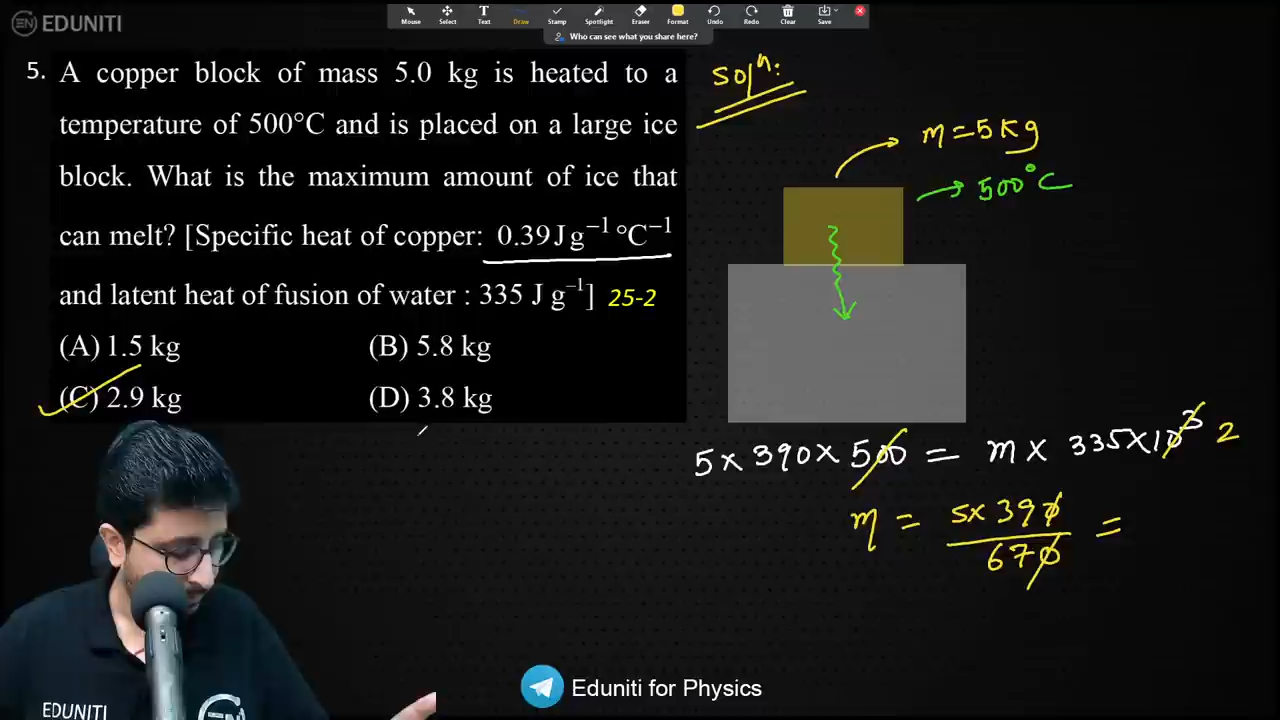 EDUNITI
Mouse Select Text Draw Stamp Spotlight Eraser Format Undo Redo Clear Save
Who can see what you share here?
5. A copper block of mass 5.0 kg is heated to a
temperature of 500°C and is placed on a large ice
block. What is the maximum amount of ice that
can melt? [Specific heat of copper: 0.39 J g⁻¹ °C⁻¹
and latent heat of fusion of water : 335 J g⁻¹] 25-2
(A) 1.5 kg (B) 5.8 kg
(C) 2.9 kg (D) 3.8 kg
Solⁿ:
m = 5 Kg
500°C
5 × 390 × 500 = m × 335 × 10³ 2
m = 5 × 390 / 670 =
EDUNITI
EN
Eduniti for Physics